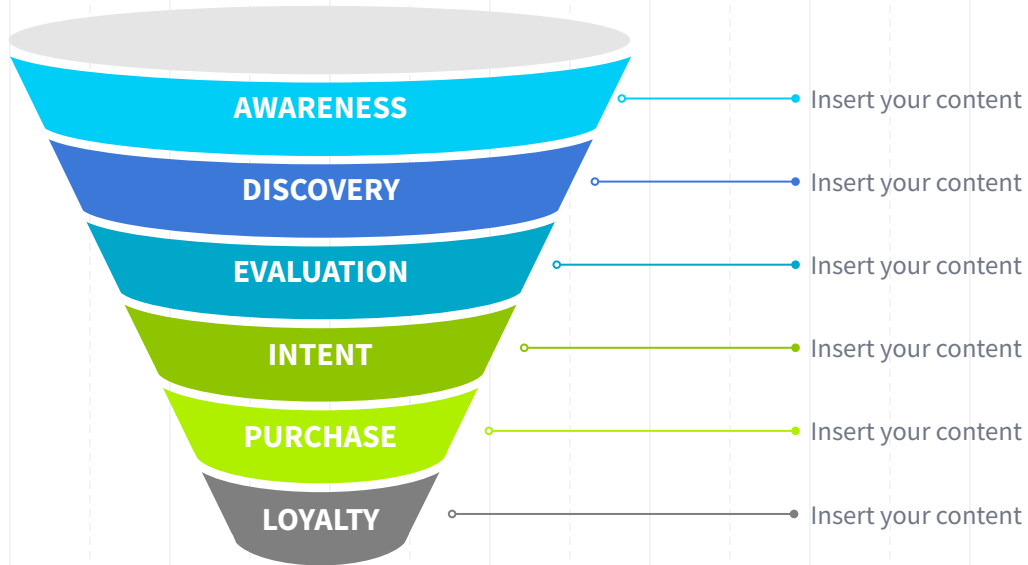 AWARENESS
Insert your content
DISCOVERY
Insert your content
EVALUATION
Insert your content
INTENT
Insert your content
PURCHASE
Insert your content
LOYALTY
Insert your content